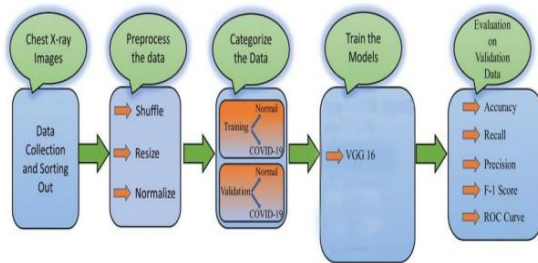 Chest X-ray
Images
Data
Collection
and Sorting
Out
Preprocess
the data
Shuffle
Resize
Normalize
Categorize
the Data
Normal
Training
COVID-19
Normal
Validation
COVID-19
Train the
Models
VGG 16
Evaluation
on
Validation
Data
Accuracy
Recall
Precision
F-1 Score
ROC Curve